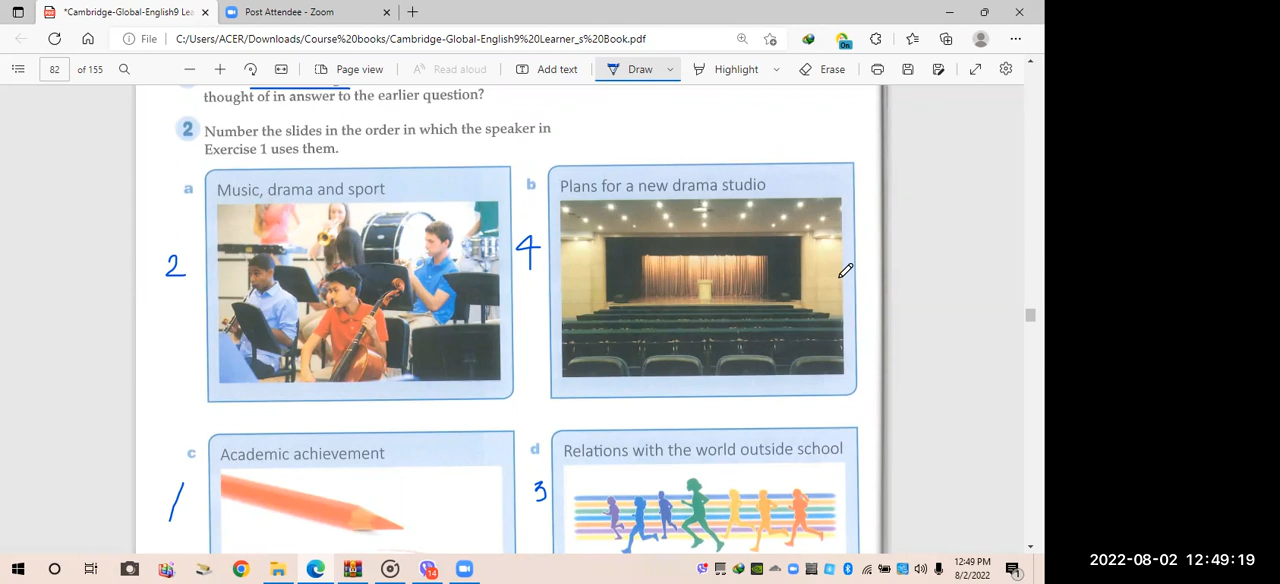 *Cambridge-Global-English9 Lea
Post Attendee - Zoom
File
C:/Users/ACER/Downloads/Course%20books/Cambridge-Global-English9%20Learner_s%20Book.pdf
On
82 of 155
Page view
Read aloud
Add text
Draw
Highlight
Erase
thought of in answer to the earlier question?
2 Number the slides in the order in which the speaker in
Exercise 1 uses them.
a Music, drama and sport
2
b Plans for a new drama studio
4
c Academic achievement
1
d Relations with the world outside school
3
14
12:49 PM
8/2/2022
1
2022-08-02 12:49:19